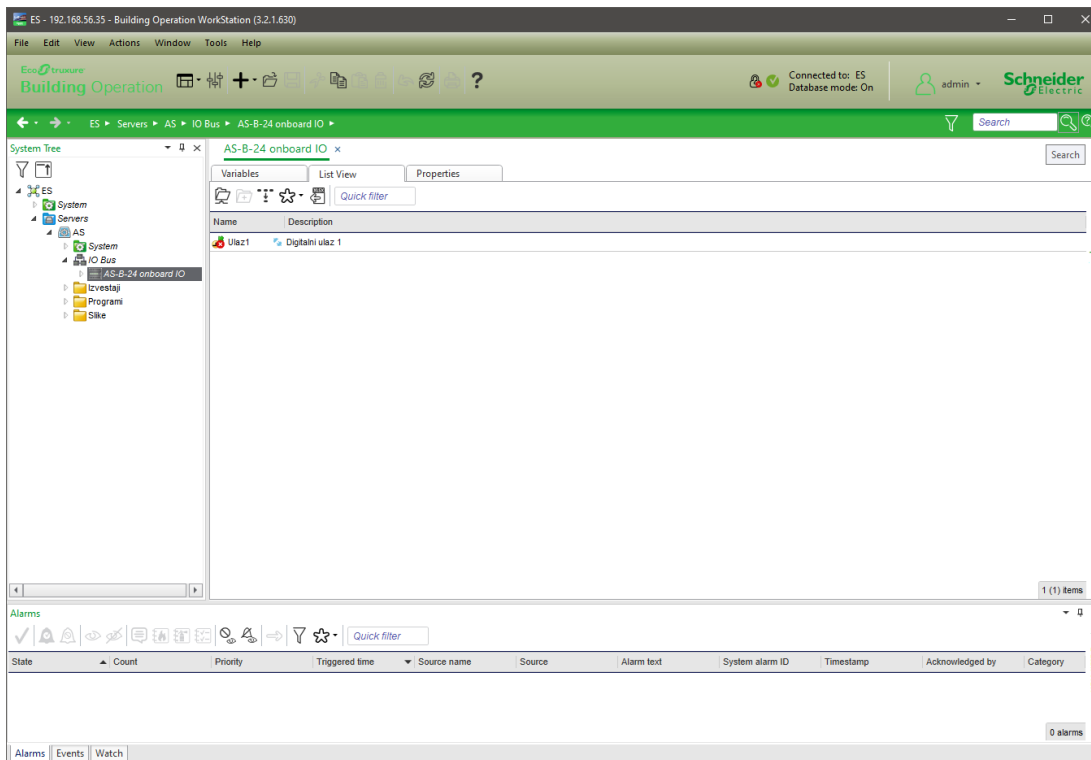 ES - 192.168.56.35 - Building Operation WorkStation (3.2.1.630)
File Edit View Actions Window Tools Help
EcoStruxure
Building Operation
Connected to: ES
Database mode: On
admin
Schneider
Electric
ES Servers AS IO Bus AS-B-24 onboard IO
Search
System Tree
AS-B-24 onboard IO
Search
Variables List View Properties
Quick filter
Name Description
Ulaz1 Digitalni ulaz 1
ES
System
Servers
AS
System
IO Bus
AS-B-24 onboard IO
Izvestaji
Programi
Slike
1 (1) items
Alarms
Quick filter
State Count Priority Triggered time Source name Source Alarm text System alarm ID Timestamp Acknowledged by Category
0 alarms
Alarms Events Watch